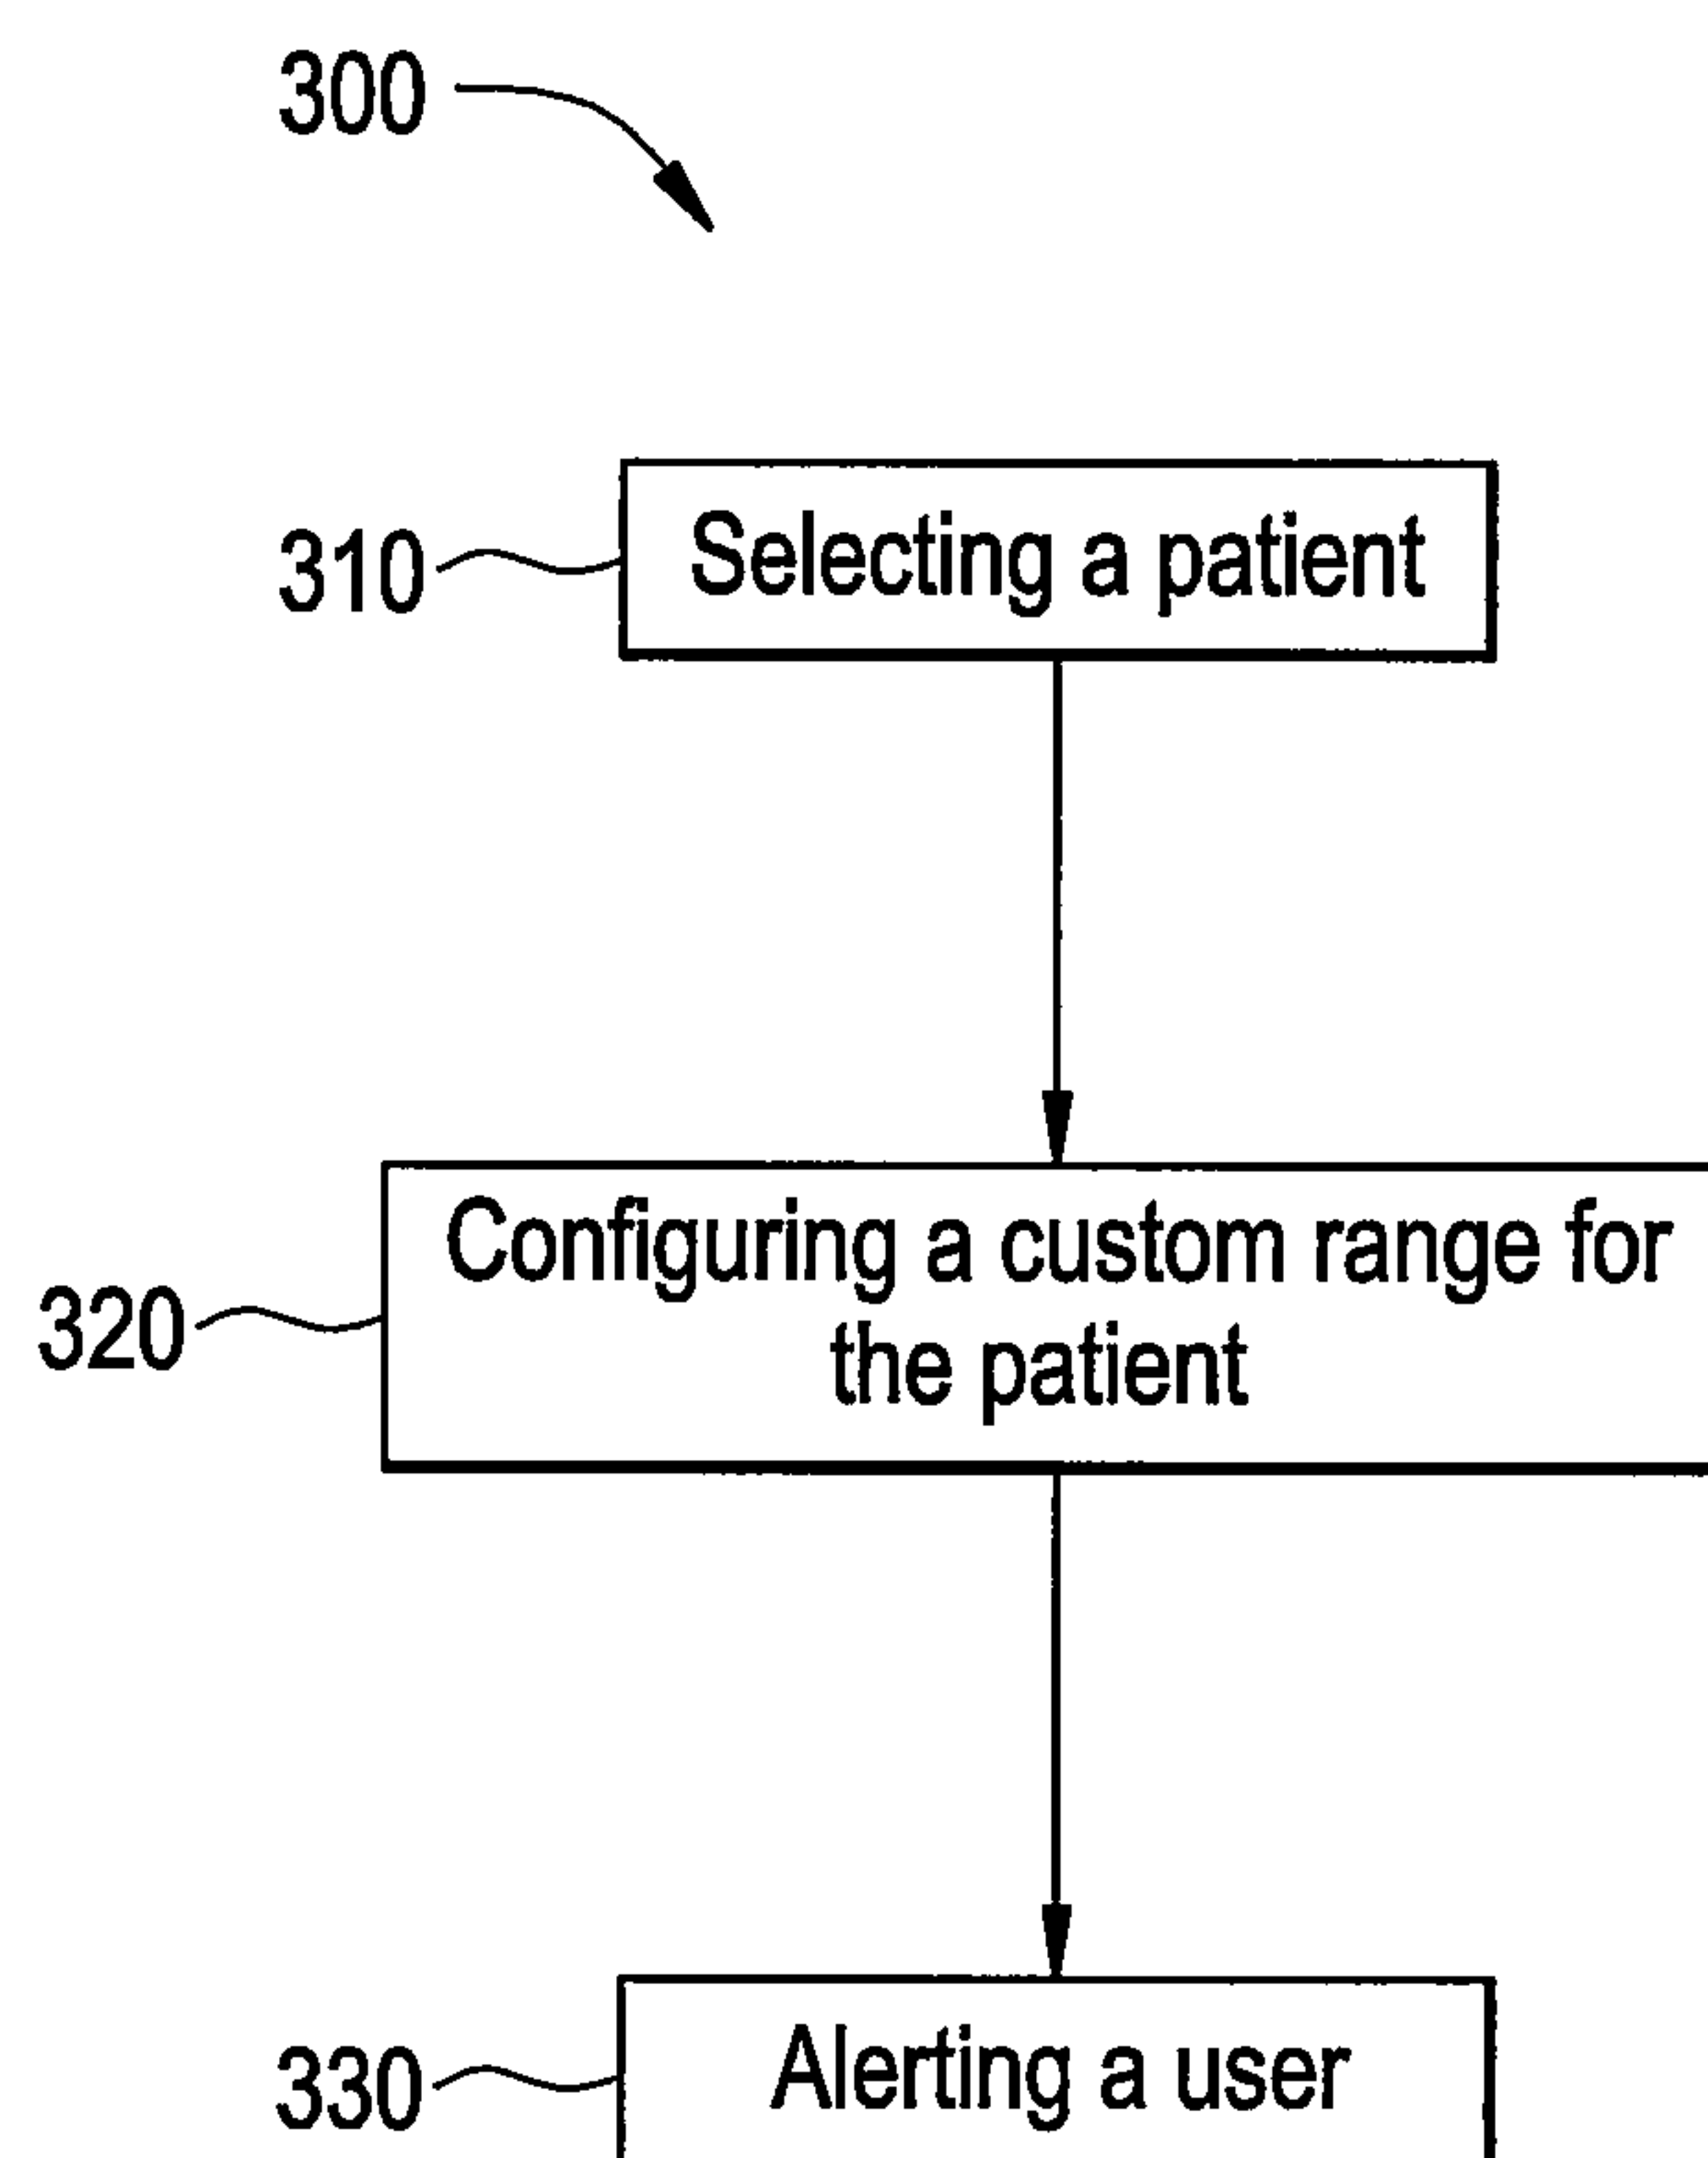 300
310
Selecting a patient
320
Configuring a custom range for
the patient
330
Alerting a user